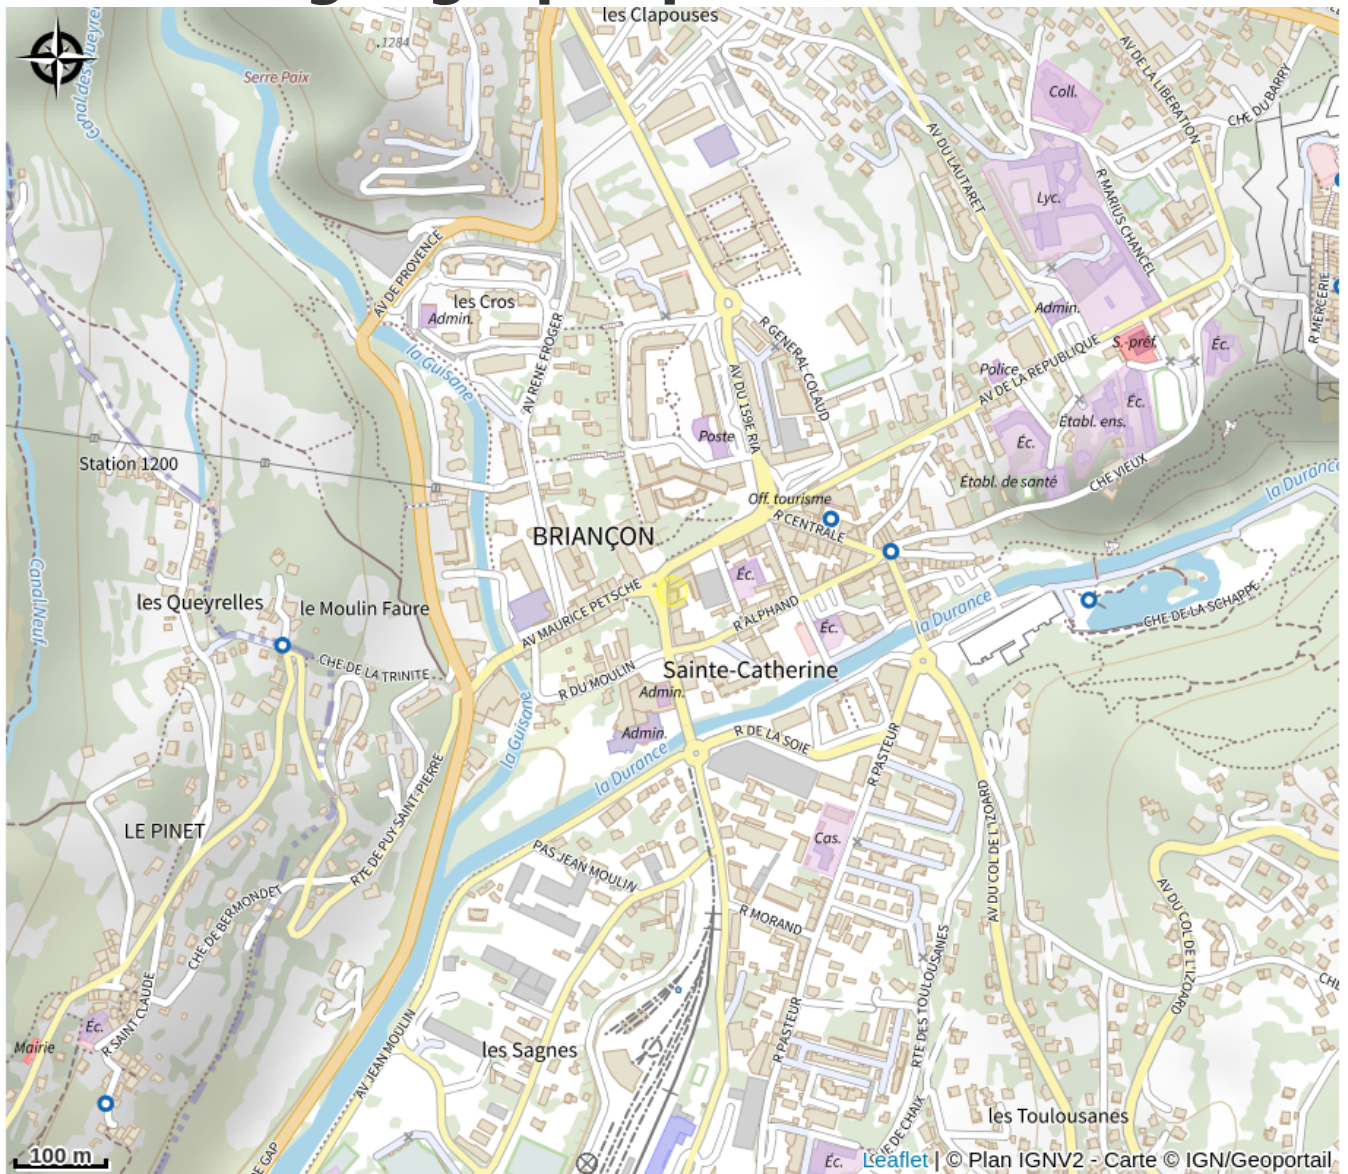 les Clapouses
1284
Canal des Queyre
Serre Paix
Coll.
AV DE LA LIBERATION
CHE DU BARRY
AV DU LAUTARET
Lyc.
R MARIUS CHANCEL
AV DE PROVENCE
les Cros
Admin.
R MERCERIE
Admin.
R GENERAL COLAUD
S.-préf.
Éc.
la Guisane
AV RENE FROGER
AV DE LA REPUBLIQUE
Police
AV DU 159E RIA
Éc.
Établ. ens.
Poste
Éc.
Station 1200
CHE VIEUX
Établ. de santé
la Durance
Off. tourisme
R CENTRALE
BRIANÇON
Canal Neuf
Éc.
les Queyrelles
le Moulin Faure
CHE DE LA SCHAPPE
AV MAURICE PETSCHE
R ALPHAND
la Durance
Éc.
CHE DE LA TRINITE
R DU MOULIN
Sainte-Catherine
Admin.
la Guisane
Admin.
R DE LA SOIE
la Durance
R PASTEUR
LE PINET
RTE DE PUY SAINT-PIERRE
Cas.
AV DU COL DE L'IZOARD
PAS JEAN MOULIN
CHE DE BERMONDET
R MORAND
AV DU COL DE L'IZOARD
RTE DES TOULOUSANES
CHE
R SAINT CLAUDE
Éc.
Mairie
AV JEAN MOULIN
les Sagnes
R PASTEUR
les Toulousanes
E DE CHAIX
Éc.
E GAP
100 m
Leaflet | © Plan IGNV2 - Carte © IGN/Geoportail